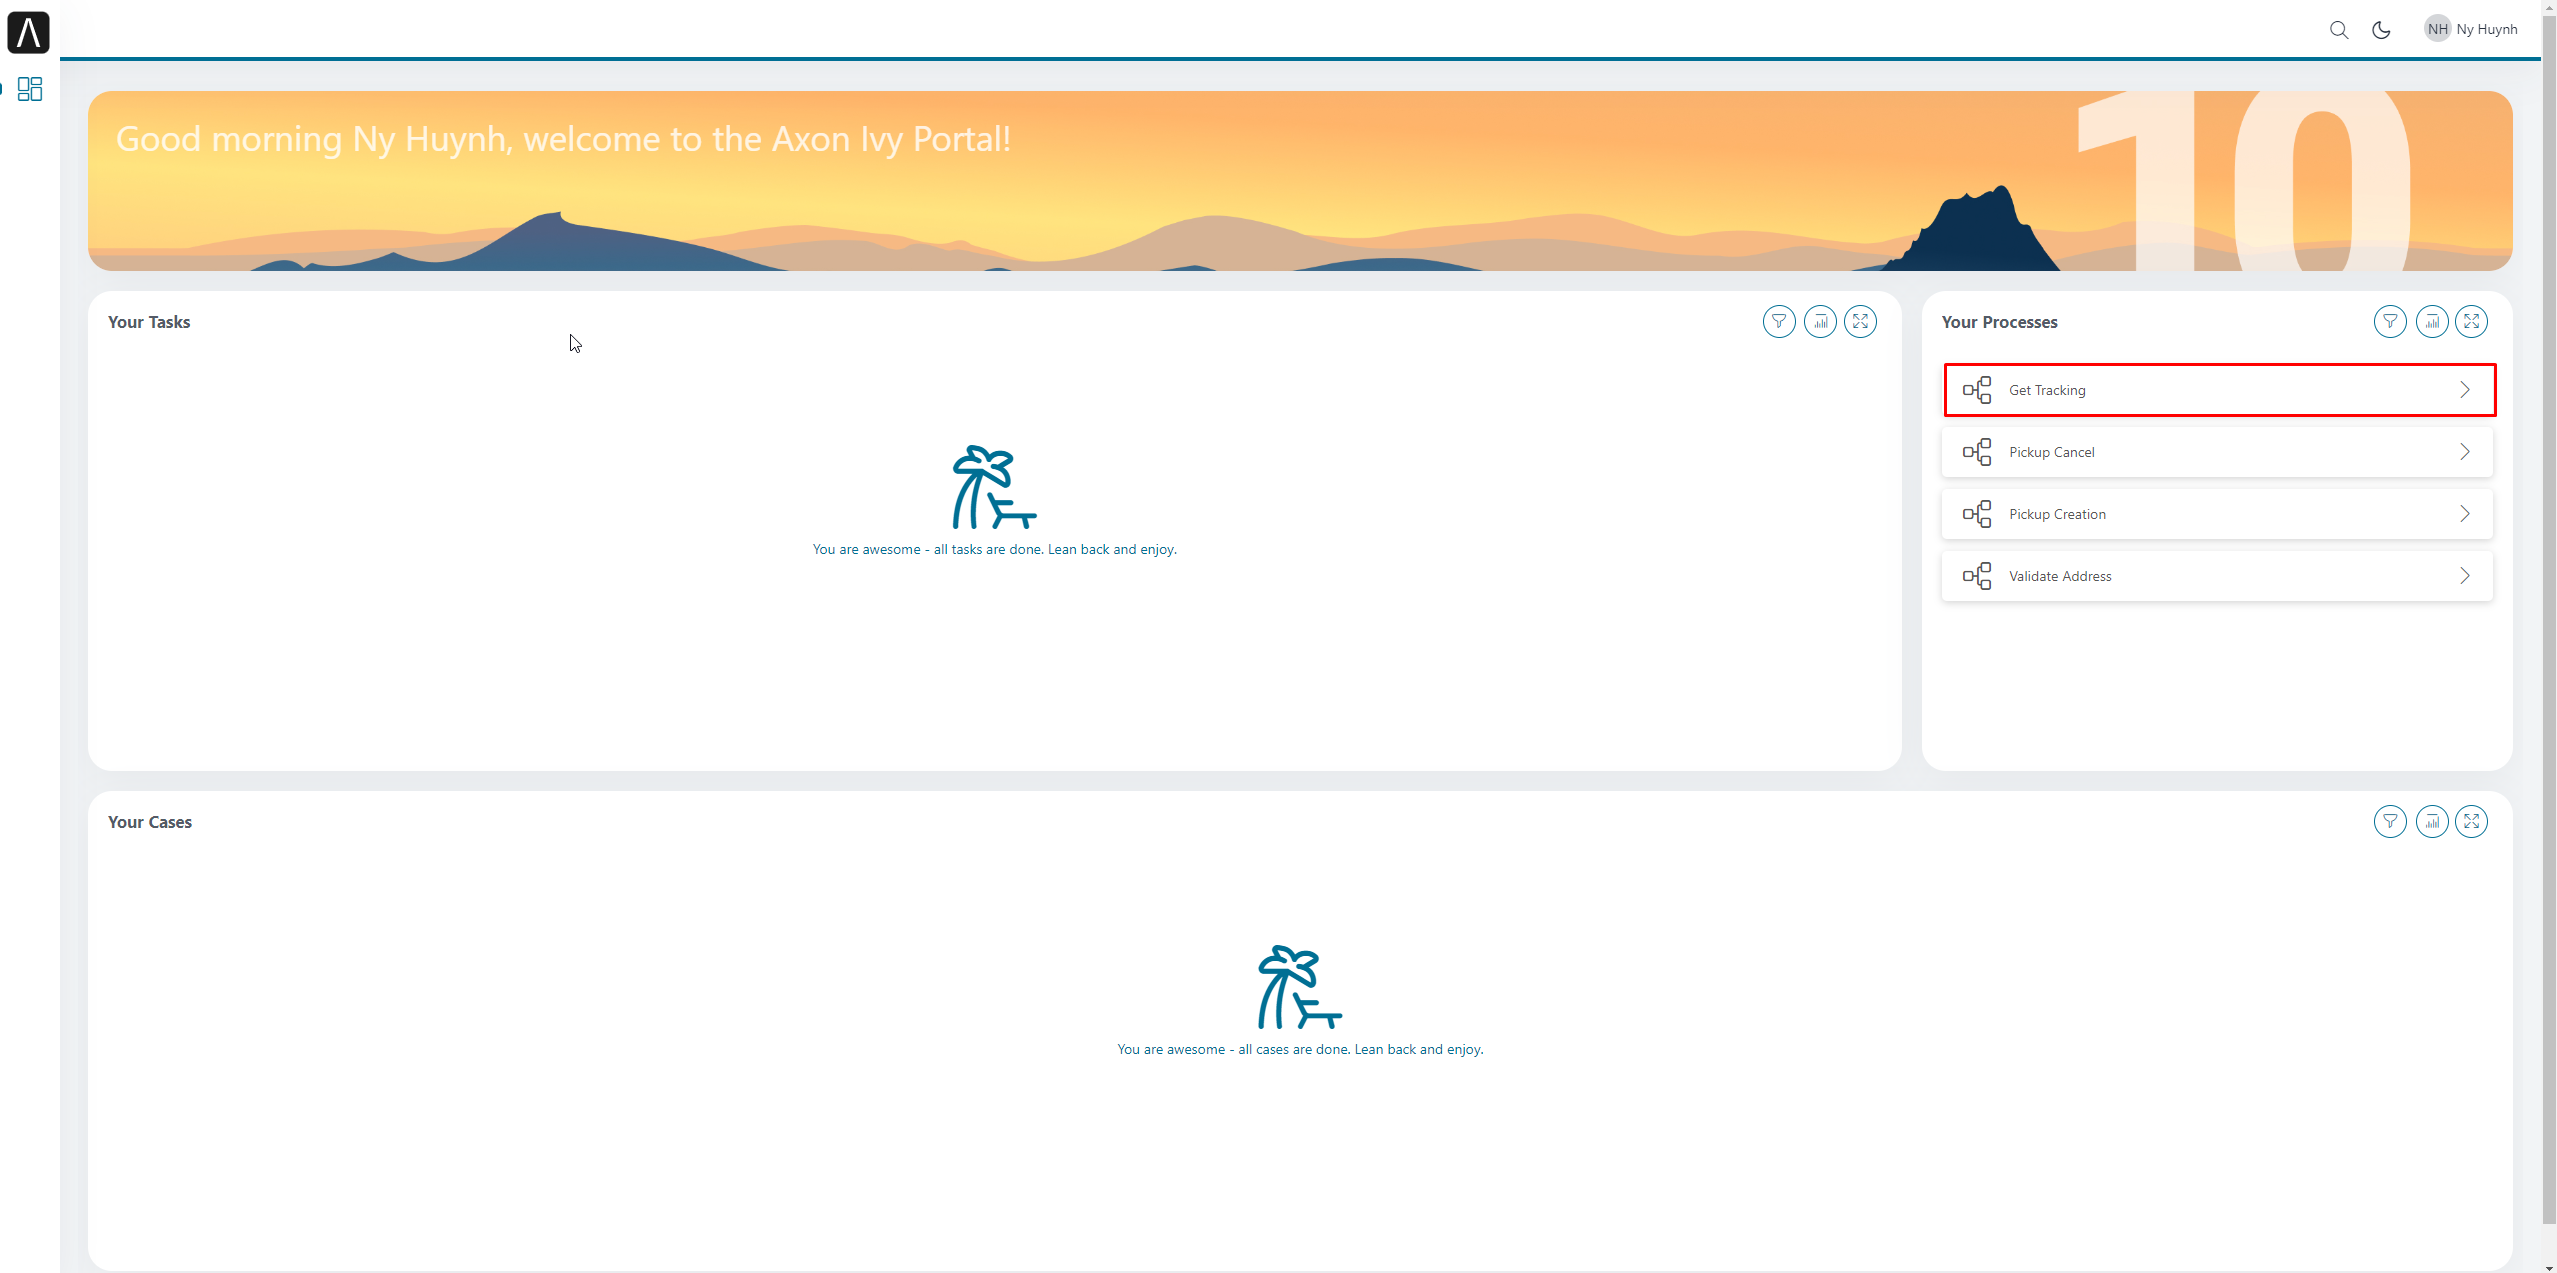 NH Ny Huynh
Good morning Ny Huynh, welcome to the Axon Ivy Portal!
10
Your Tasks
You are awesome - all tasks are done. Lean back and enjoy.
Your Processes
Get Tracking
Pickup Cancel
Pickup Creation
Validate Address
Your Cases
You are awesome - all cases are done. Lean back and enjoy.